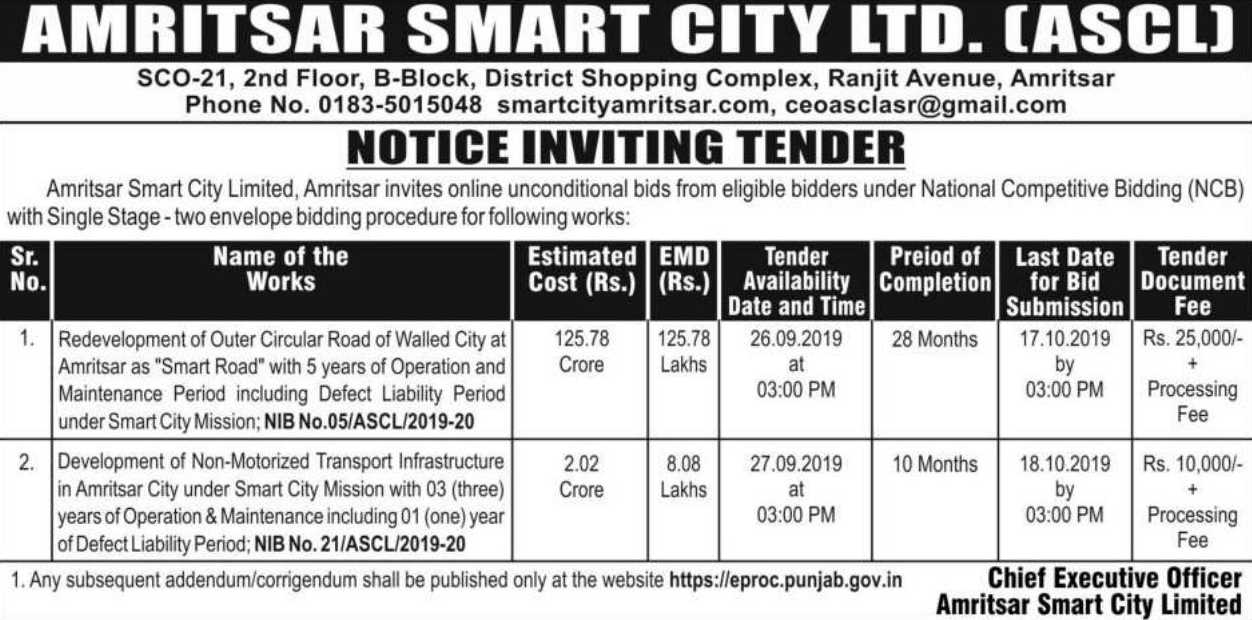 AMRITSAR SMART CITY LTD. (ASCL)
SCO-21, 2nd Floor, B-Block, District Shopping Complex, Ranjit Avenue, Amritsar
Phone No. 0183-5015048 smartcityamritsar.com, ceoasclasr@gmail.com
NOTICE INVITING TENDER
Amritsar Smart City Limited, Amritsar invites online unconditional bids from eligible bidders under National Competitive Bidding (NCB)
with Single Stage - two envelope bidding procedure for following works:
Sr. No.
Name of the Works
Estimated Cost (Rs.)
EMD (Rs.)
Tender Availability Date and Time
Preiod of Completion
Last Date for Bid Submission
Tender Document Fee
1.
Redevelopment of Outer Circular Road of Walled City at
Amritsar as "Smart Road" with 5 years of Operation and
Maintenance Period including Defect Liability Period
under Smart City Mission; NIB No.05/ASCL/2019-20
125.78
Crore
125.78
Lakhs
26.09.2019
at
03:00 PM
28 Months
17.10.2019
by
03:00 PM
Rs. 25,000/-
+
Processing
Fee
2.
Development of Non-Motorized Transport Infrastructure
in Amritsar City under Smart City Mission with 03 (three)
years of Operation & Maintenance including 01 (one) year
of Defect Liability Period; NIB No. 21/ASCL/2019-20
2.02
Crore
8.08
Lakhs
27.09.2019
at
03:00 PM
10 Months
18.10.2019
by
03:00 PM
Rs. 10,000/-
+
Processing
Fee
1. Any subsequent addendum/corrigendum shall be published only at the website https://eproc.punjab.gov.in
Chief Executive Officer
Amritsar Smart City Limited